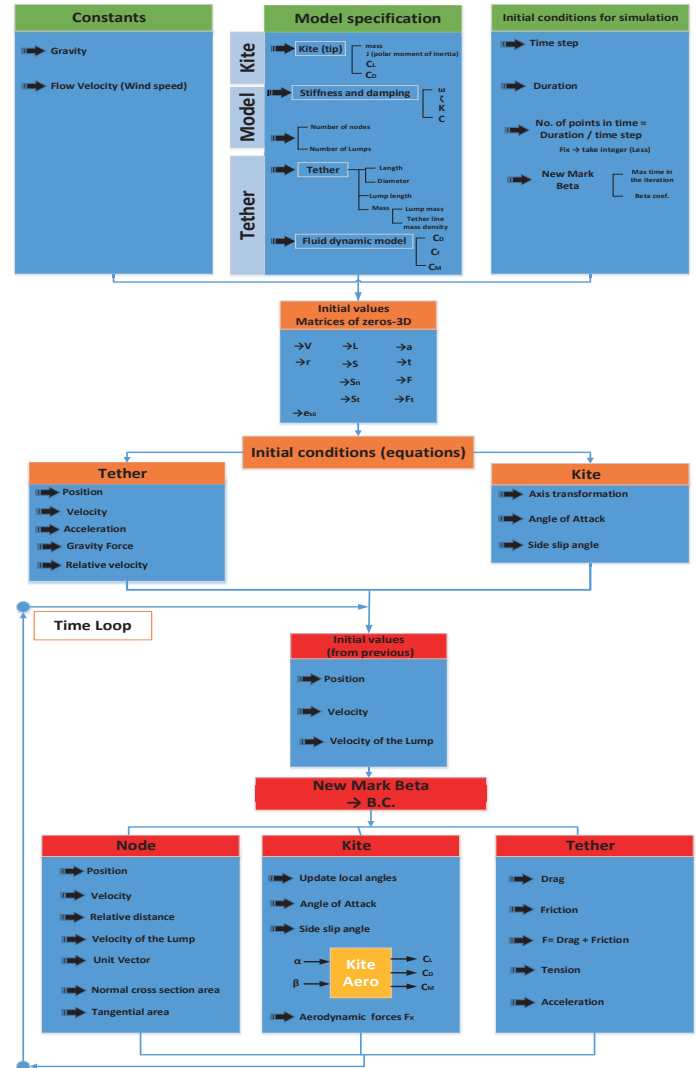 Constants
Gravity
Flow Velocity (Wind speed)
Model specification
Kite
Model
Tether
Kite (tip)
mass
J (polar moment of inertia)
CL
CD
Stiffness and damping
ω
ζ
K
C
Number of nodes
Number of Lumps
Tether
Length
Diameter
Lump length
Mass
Lump mass
Tether line
mass density
Fluid dynamic model
CD
Cf
CM
Initial conditions for simulation
Time step
Duration
No. of points in time =
Duration / time step
Fix → take integer (Less)
New Mark
Beta
Max time in
the iteration
Beta coef.
Initial values
Matrices of zeros-3D
→V →L →a
→r →S →t
→Sn →F
→St →Ft
→es0
Initial conditions (equations)
Tether
Position
Velocity
Acceleration
Gravity Force
Relative velocity
Kite
Axis transformation
Angle of Attack
Side slip angle
Time Loop
Initial values
(from previous)
Position
Velocity
Velocity of the Lump
New Mark Beta
→ B.C.
Node
Position
Velocity
Relative distance
Velocity of the Lump
Unit Vector
Normal cross section area
Tangential area
Kite
Update local angles
Angle of Attack
Side slip angle
α
β
Kite
Aero
CL
CD
CM
Aerodynamic forces Fx
Tether
Drag
Friction
F= Drag + Friction
Tension
Acceleration